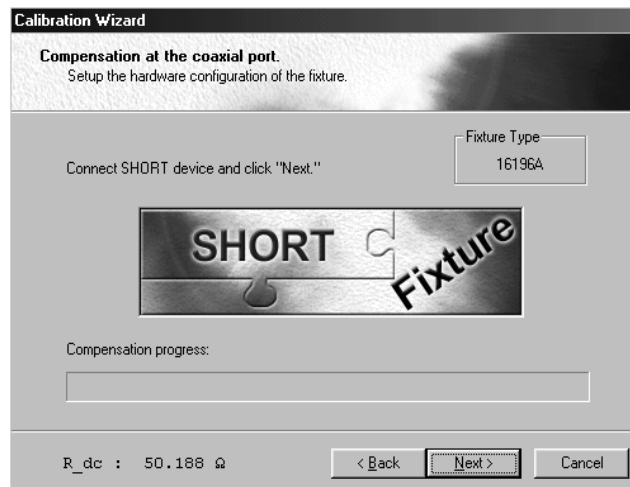 Calibration Wizard
Compensation at the coaxial port.
Setup the hardware configuration of the fixture.
Fixture Type
16196A
Connect SHORT device and click "Next."
SHORT
Fixture
Compensation progress:
R_dc : 50.188 Ω
< Back
Next >
Cancel